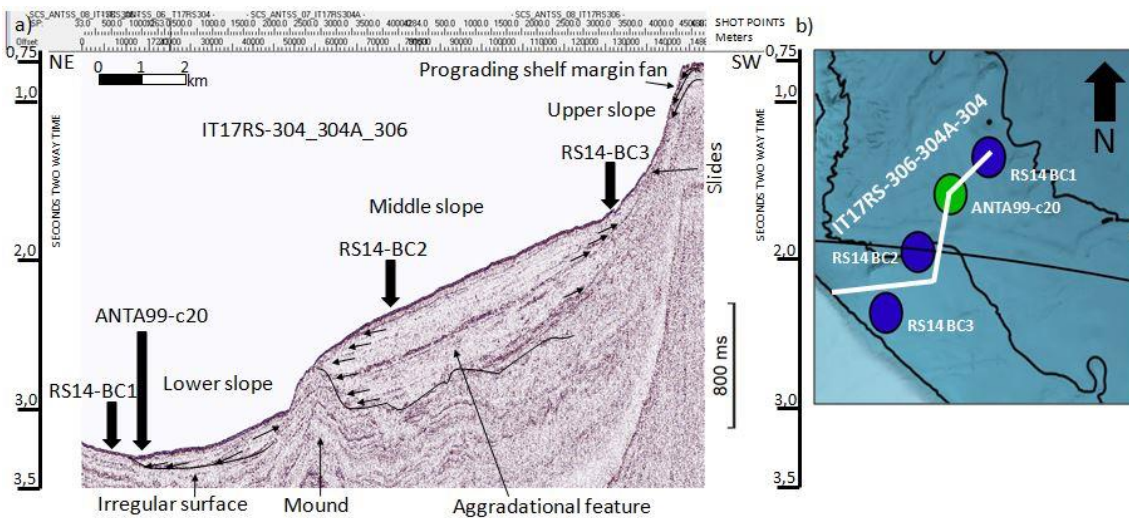 SCS_ANTSS_06_T17RS304 - SCS_ANTSS_07_IT17RS304A - - SCS_ANTSS_08_IT17RS306 -
SHOT POINTS
Offset
Meters
a)
b)
0,75
NE
SW
0,75
0 1 2
km
Prograding shelf margin fan
1,0
1,0
Upper slope
N
IT17RS-304_304A_306
RS14-BC3
Slides
IT17RS-306-304A-304
RS14 BC1
SECONDS TWO WAY TIME
SECONDS TWO WAY TIME
Middle slope
ANTA99-c20
2,0
RS14-BC2
2,0
RS14 BC2
ANTA99-c20
RS14 BC3
800 ms
RS14-BC1
Lower slope
3,0
3,0
3,5
3,5
Irregular surface
Mound
Aggradational feature